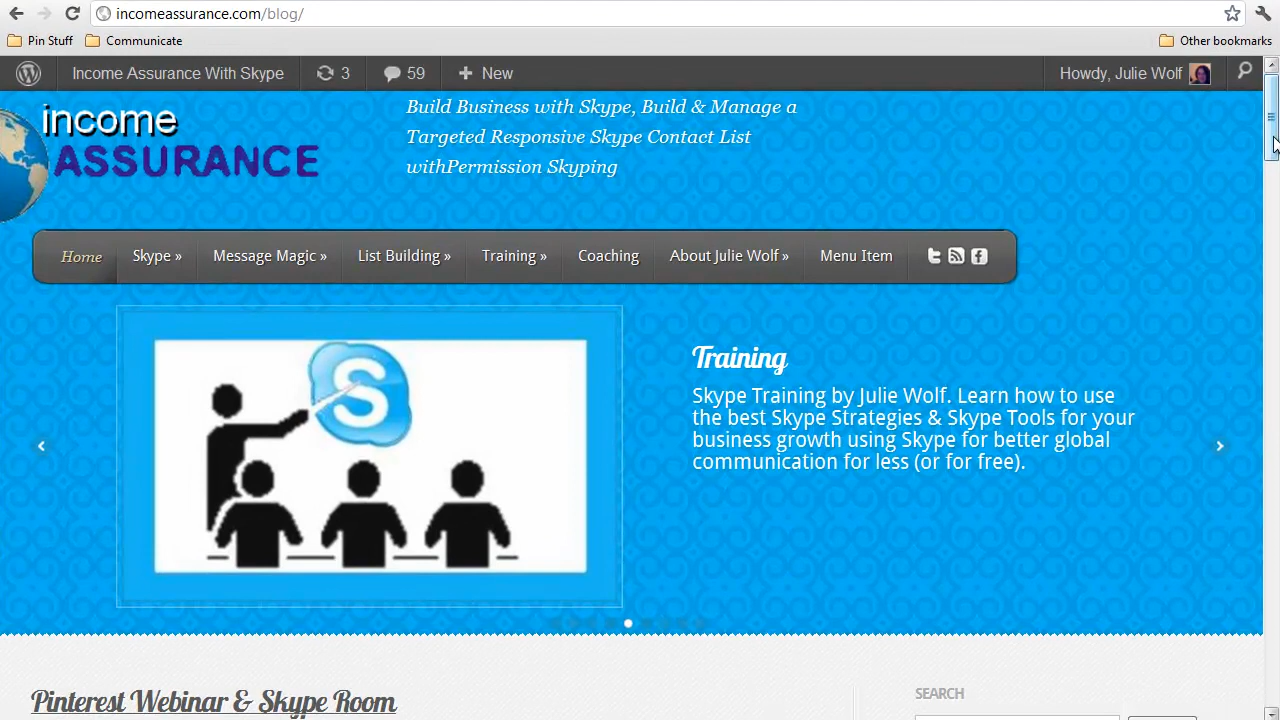 incomeassurance.com/blog/
Pin Stuff Communicate Other bookmarks
Income Assurance With Skype 3 59 New Howdy, Julie Wolf
income
ASSURANCE
Build Business with Skype, Build & Manage a
Targeted Responsive Skype Contact List
withPermission Skyping
Home Skype » Message Magic » List Building » Training » Coaching About Julie Wolf » Menu Item
S
Training
Skype Training by Julie Wolf. Learn how to use
the best Skype Strategies & Skype Tools for your
business growth using Skype for better global
communication for less (or for free).
Pinterest Webinar & Skype Room
SEARCH